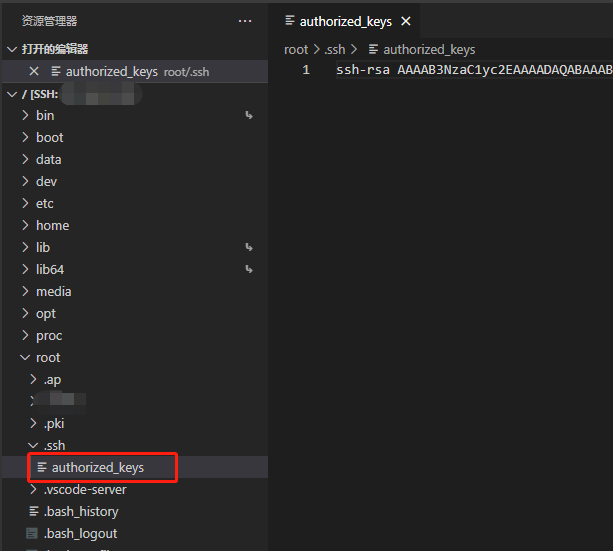 资源管理器
打开的编辑器
authorized_keys root/.ssh
/ [SSH:
bin
boot
data
dev
etc
home
lib
lib64
media
opt
proc
root
.ap
.pki
.ssh
authorized_keys
.vscode-server
.bash_history
.bash_logout
authorized_keys
root > .ssh > authorized_keys
1 ssh-rsa AAAAB3NzaC1yc2EAAAADAQABAAAB